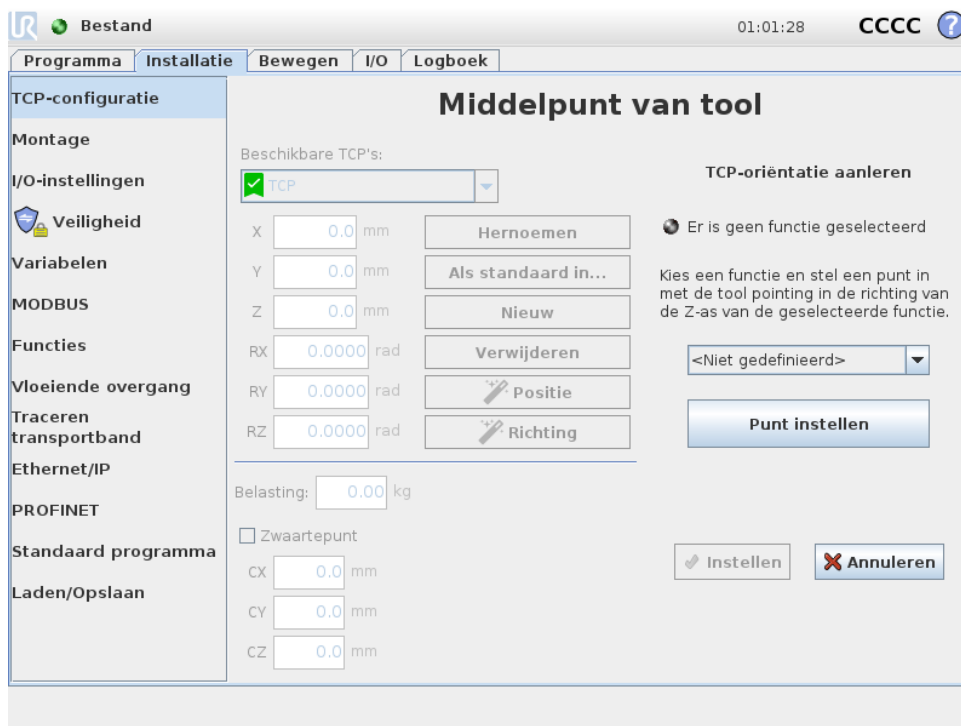 UR Bestand 01:01:28 CCCC ?
Programma Installatie Bewegen I/O Logboek
TCP-configuratie
Montage
I/O-instellingen
Veiligheid
Variabelen
MODBUS
Functies
Vloeiende overgang
Traceren
transportband
Ethernet/IP
PROFINET
Standaard programma
Laden/Opslaan
Middelpunt van tool
Beschikbare TCP's:
TCP
X 0.0 mm Hernoemen
Y 0.0 mm Als standaard in...
Z 0.0 mm Nieuw
RX 0.0000 rad Verwijderen
RY 0.0000 rad Positie
RZ 0.0000 rad Richting
Belasting: 0.00 kg
Zwaartepunt
CX 0.0 mm
CY 0.0 mm
CZ 0.0 mm
TCP-oriëntatie aanleren
Er is geen functie geselecteerd
Kies een functie en stel een punt in
met de tool pointing in de richting van
de Z-as van de geselecteerde functie.
<Niet gedefinieerd>
Punt instellen
Instellen Annuleren